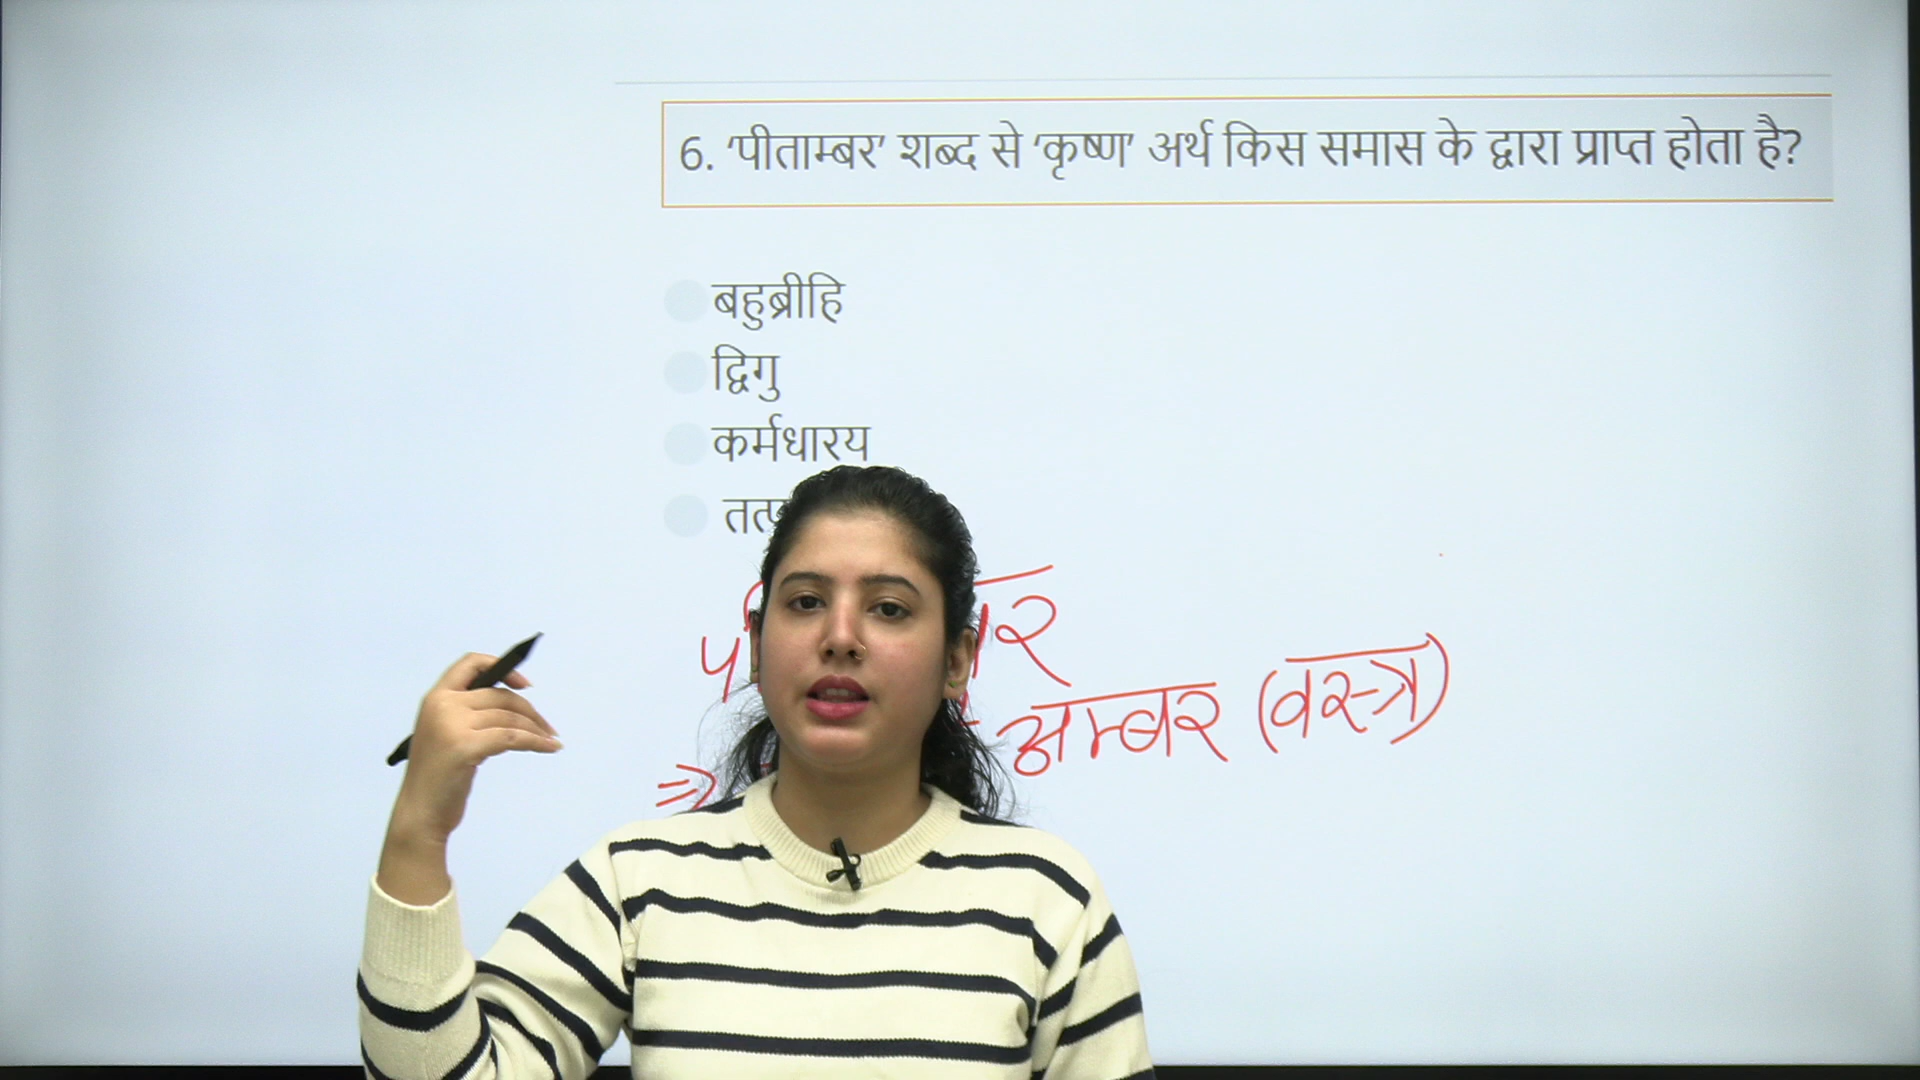 6. ‘पीताम्बर’ शब्द से ‘कृष्ण’ अर्थ किस समास के द्वारा प्राप्त होता है?
बहुब्रीहि
द्विगु
कर्मधारय
अम्बर (वस्त्र)